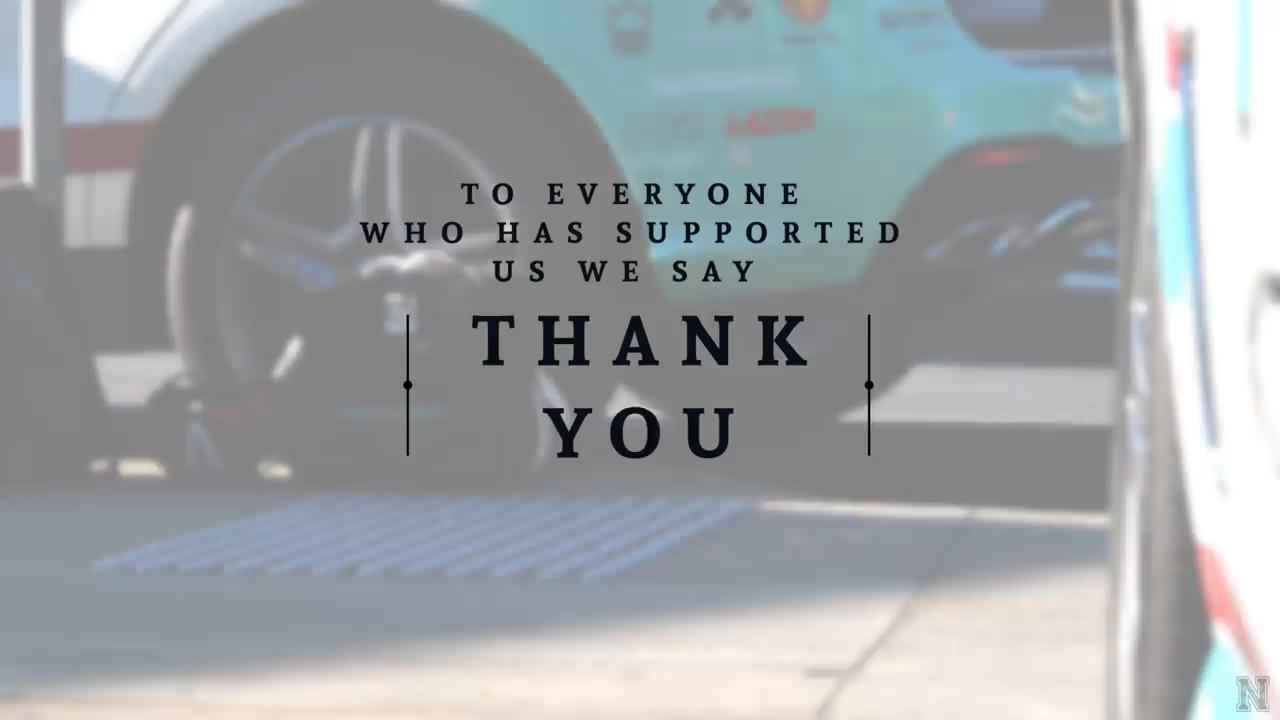 TO EVERYONE
WHO HAS SUPPORTED
US WE SAY
THANK
YOU
N